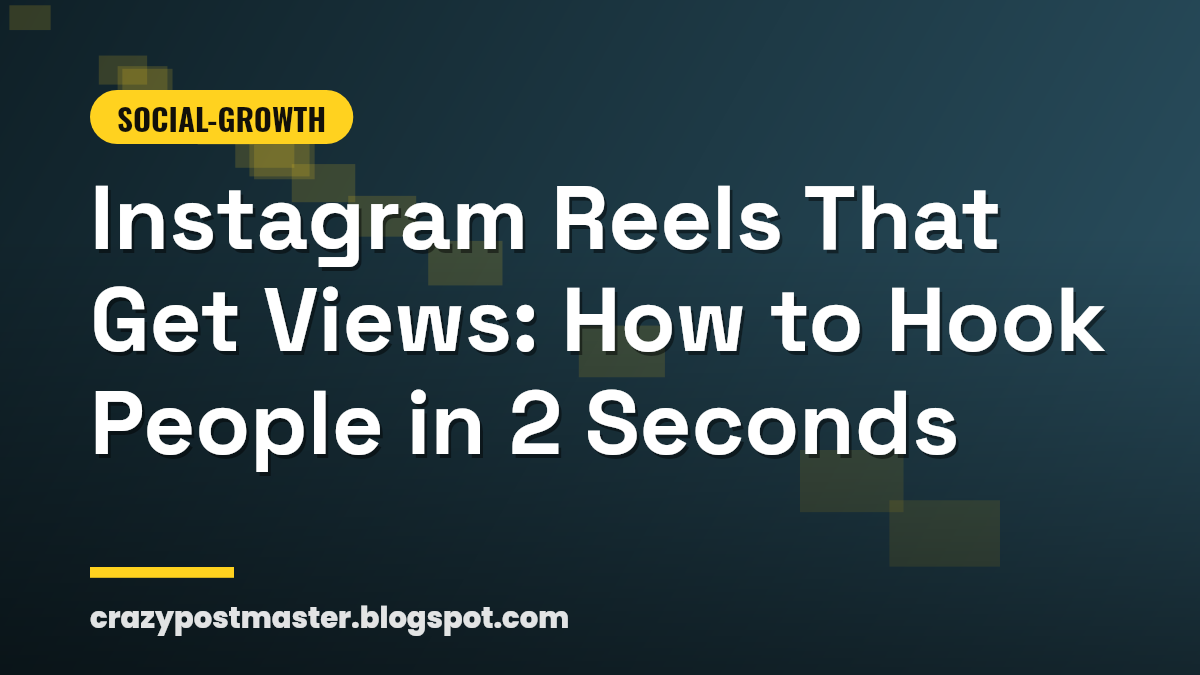 SOCIAL-GROWTH
Instagram Reels That
Get Views: How to Hook
People in 2 Seconds
crazypostmaster.blogspot.com